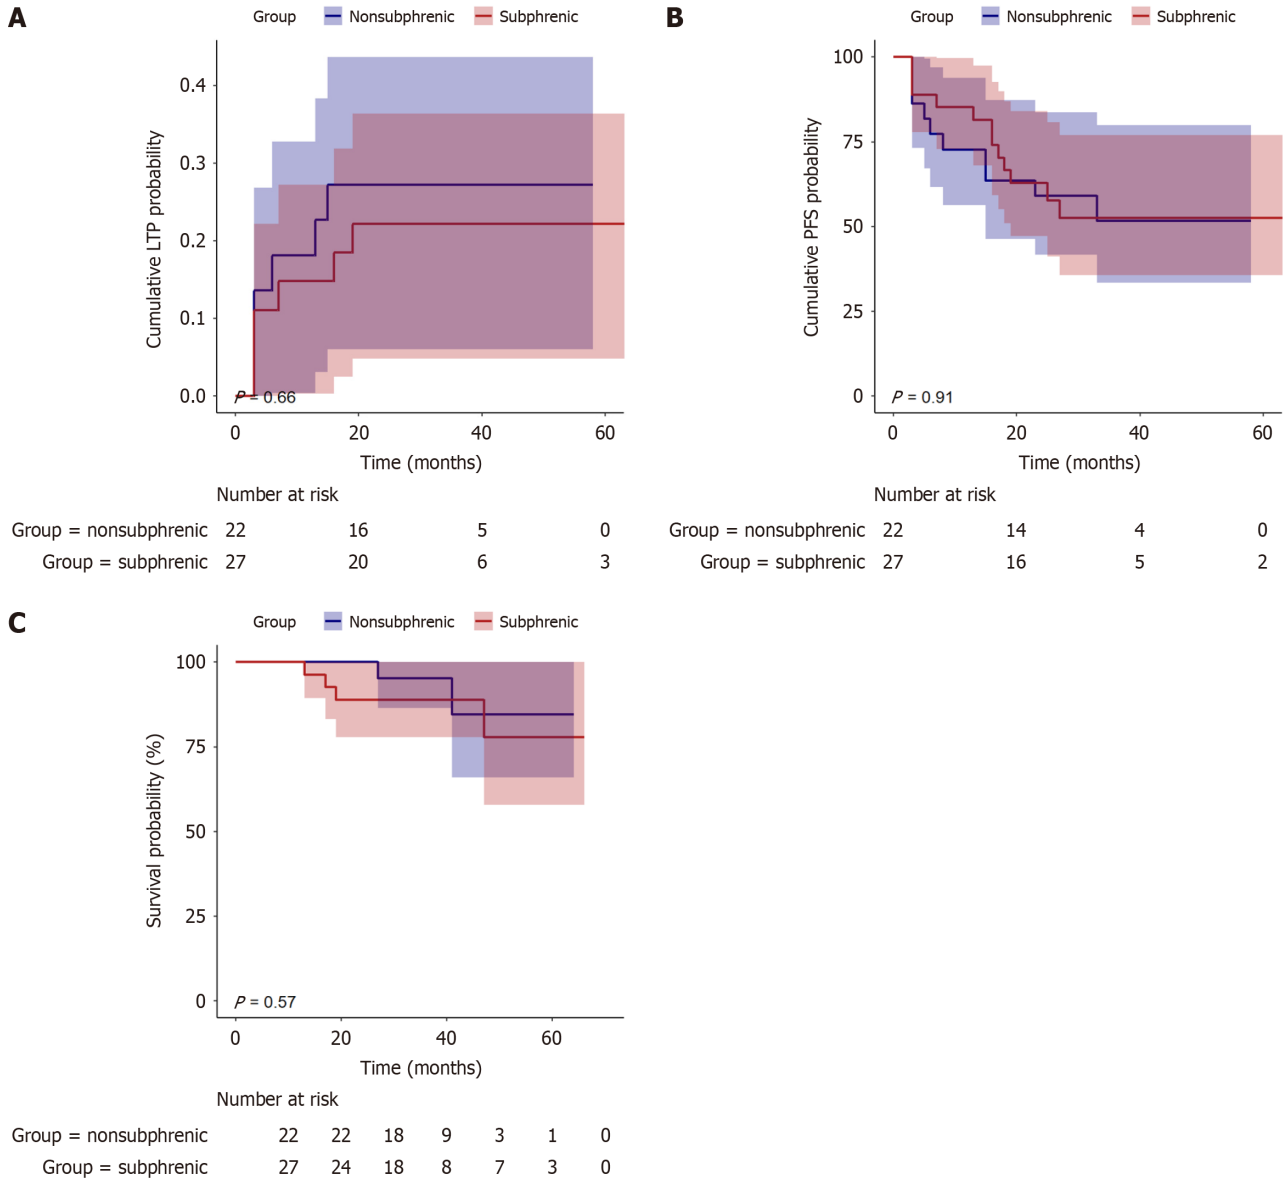 A
Group Nonsubphrenic Subphrenic
Cumulative LTP probability
0.4
0.3
0.2
0.1
0.0
P = 0.66
0 20 40 60
Time (months)
Number at risk
Group = nonsubphrenic 22 16 5 0
Group = subphrenic 27 20 6 3
B
Group Nonsubphrenic Subphrenic
Cumulative PFS probability
100
75
50
25
0
P = 0.91
0 20 40 60
Time (months)
Number at risk
Group = nonsubphrenic 22 14 4 0
Group = subphrenic 27 16 5 2
C
Group Nonsubphrenic Subphrenic
Survival probability (%)
100
75
50
25
0
P = 0.57
0 20 40 60
Time (months)
Number at risk
Group = nonsubphrenic 22 22 18 9 3 1 0
Group = subphrenic 27 24 18 8 7 3 0